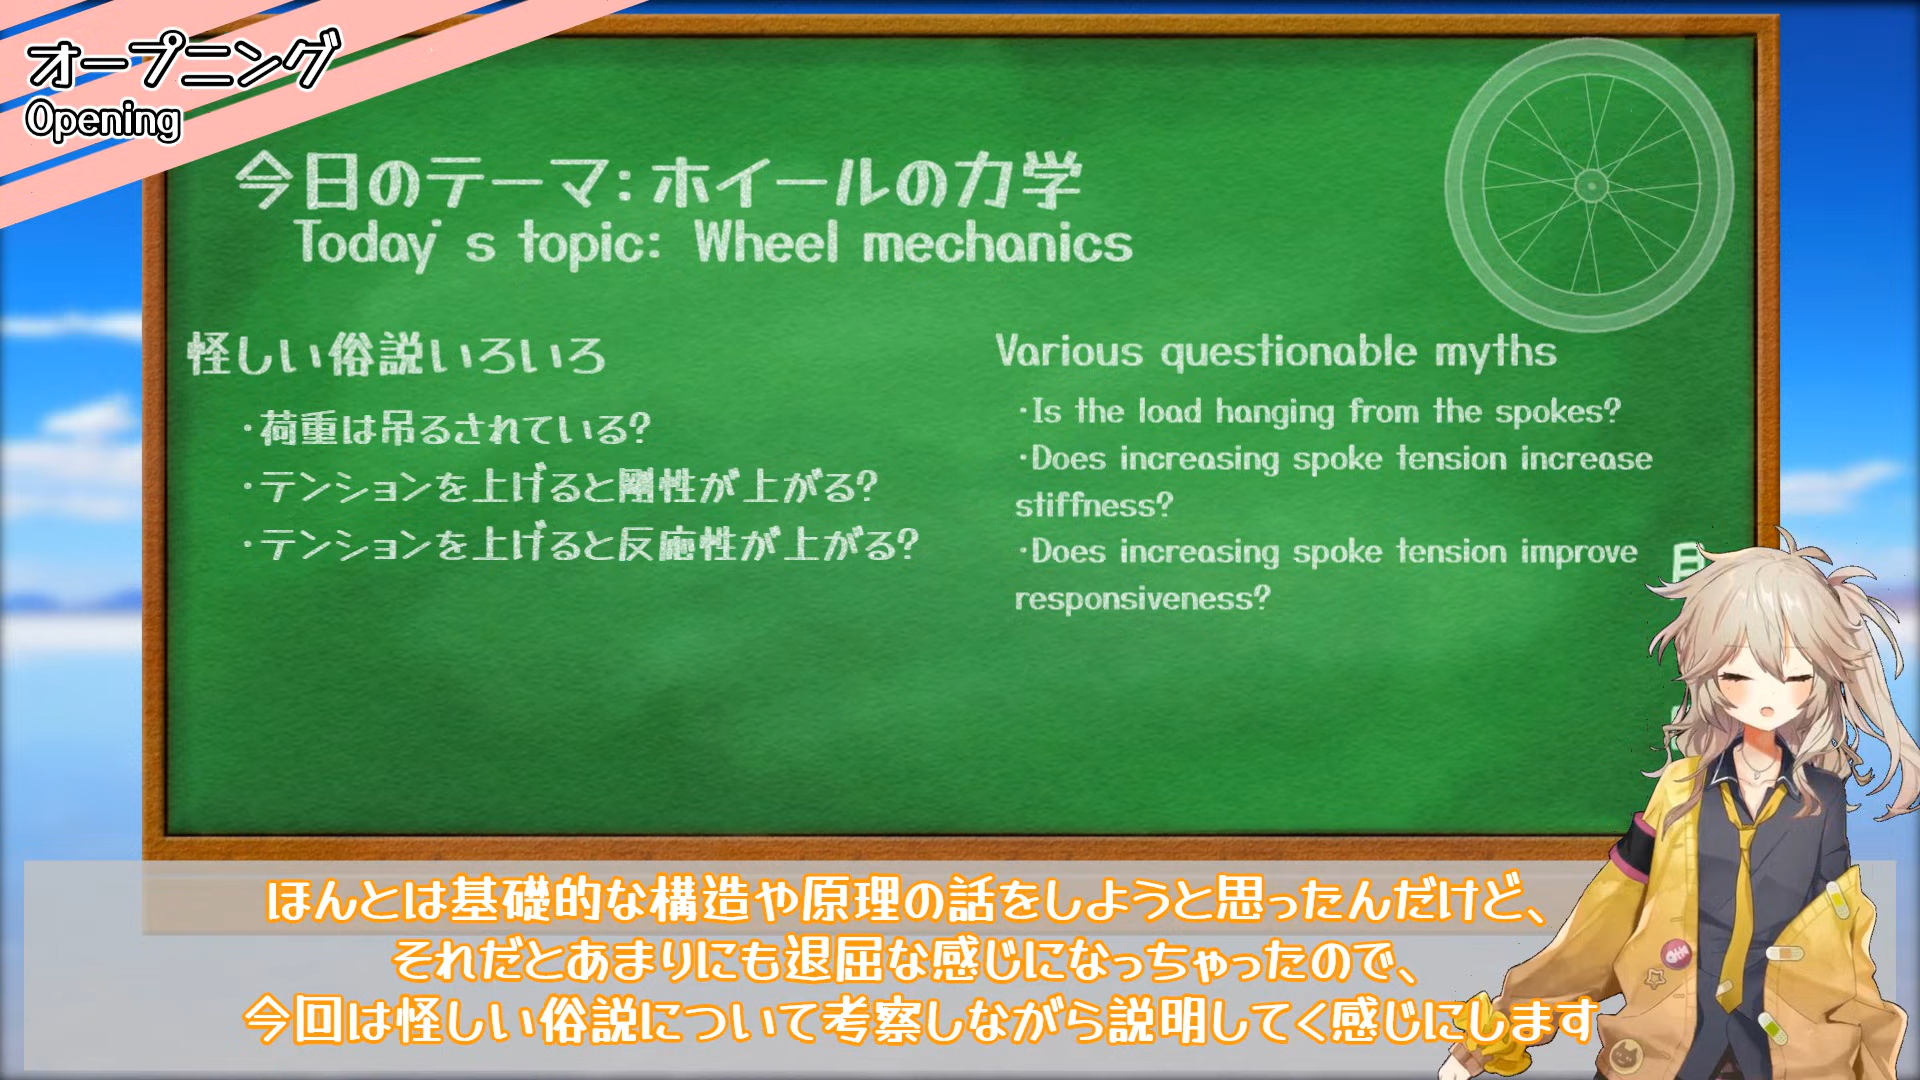 オープニング
Opening
今日のテーマ:ホイールの力学
Today's topic: Wheel mechanics
怪しい俗説いろいろ
・荷重は吊るされている?
・テンションを上げると剛性が上がる?
・テンションを上げると反応性が上がる?
Various questionable myths
・Is the load hanging from the spokes?
・Does increasing spoke tension increase
stiffness?
・Does increasing spoke tension improve
responsiveness?
ほんとは基礎的な構造や原理の話をしようと思ったんだけど、
それだとあまりにも退屈な感じになっちゃったので、
今回は怪しい俗説について考察しながら説明してく感じにします